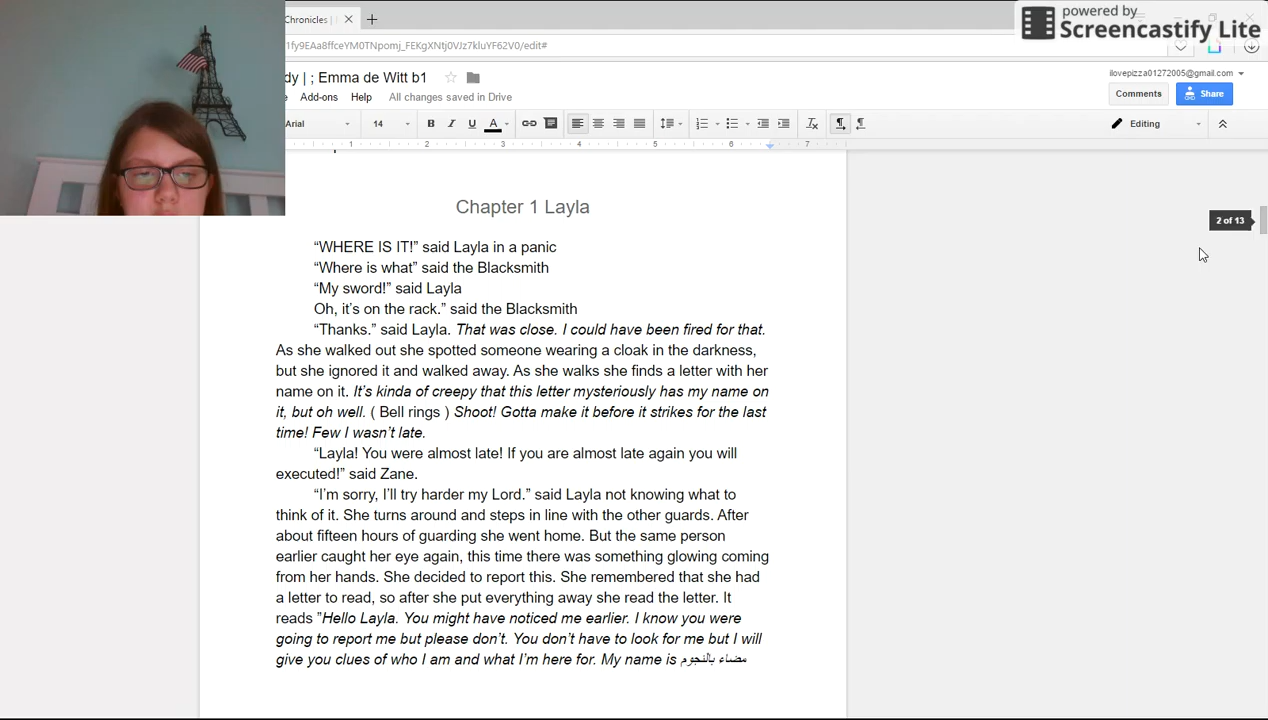 Chronicles
powered by
Screencastify Lite
1fy9EAa8ffceYM0TNpomj_FEKgXNtj0VJz7kluYF62V0/edit#
dy | ; Emma de Witt b1
ilovepizza01272005@gmail.com
Add-ons Help All changes saved in Drive
Comments Share
Arial 14 B I U A Editing
1 2 3 4 5 6 7
Chapter 1 Layla
2 of 13
“WHERE IS IT!” said Layla in a panic
“Where is what” said the Blacksmith
“My sword!” said Layla
Oh, it’s on the rack.” said the Blacksmith
“Thanks.” said Layla. That was close. I could have been fired for that.
As she walked out she spotted someone wearing a cloak in the darkness,
but she ignored it and walked away. As she walks she finds a letter with her
name on it. It’s kinda of creepy that this letter mysteriously has my name on
it, but oh well. ( Bell rings ) Shoot! Gotta make it before it strikes for the last
time! Few I wasn’t late.
“Layla! You were almost late! If you are almost late again you will
executed!” said Zane.
“I’m sorry, I’ll try harder my Lord.” said Layla not knowing what to
think of it. She turns around and steps in line with the other guards. After
about fifteen hours of guarding she went home. But the same person
earlier caught her eye again, this time there was something glowing coming
from her hands. She decided to report this. She remembered that she had
a letter to read, so after she put everything away she read the letter. It
reads ”Hello Layla. You might have noticed me earlier. I know you were
going to report me but please don’t. You don’t have to look for me but I will
give you clues of who I am and what I’m here for. My name is مضاء بالنجوم